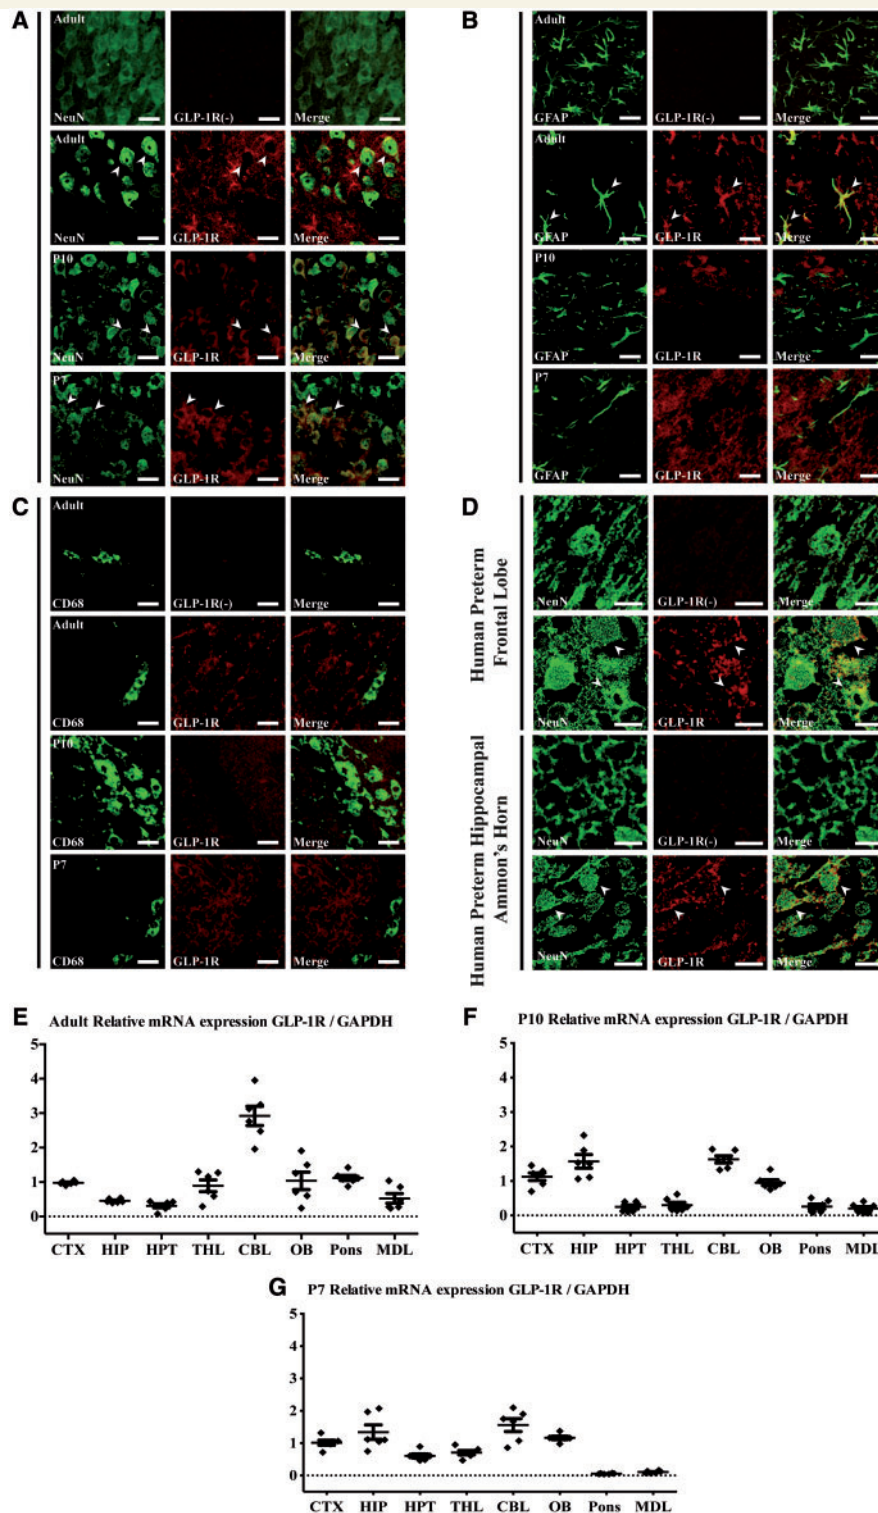 A
Adult
NeuN
GLP-1R(-)
Merge
Adult
NeuN
GLP-1R
Merge
P10
NeuN
GLP-1R
Merge
P7
NeuN
GLP-1R
Merge
B
Adult
GFAP
GLP-1R(-)
Merge
Adult
GFAP
GLP-1R
Merge
P10
GFAP
GLP-1R
Merge
P7
GFAP
GLP-1R
Merge
C
Adult
CD68
GLP-1R(-)
Merge
Adult
CD68
GLP-1R
Merge
P10
CD68
GLP-1R
Merge
P7
CD68
GLP-1R
Merge
D
Human Preterm
Frontal Lobe
NeuN
GLP-1R(-)
Merge
NeuN
GLP-1R
Merge
Human Preterm Hippocampal
Ammon's Horn
NeuN
GLP-1R(-)
Merge
NeuN
GLP-1R
Merge
E Adult Relative mRNA expression GLP-1R / GAPDH
5
4
3
2
1
0
CTX HIP HPT THL CBL OB Pons MDL
F P10 Relative mRNA expression GLP-1R / GAPDH
5
4
3
2
1
0
CTX HIP HPT THL CBL OB Pons MDL
G P7 Relative mRNA expression GLP-1R / GAPDH
5
4
3
2
1
0
CTX HIP HPT THL CBL OB Pons MDL